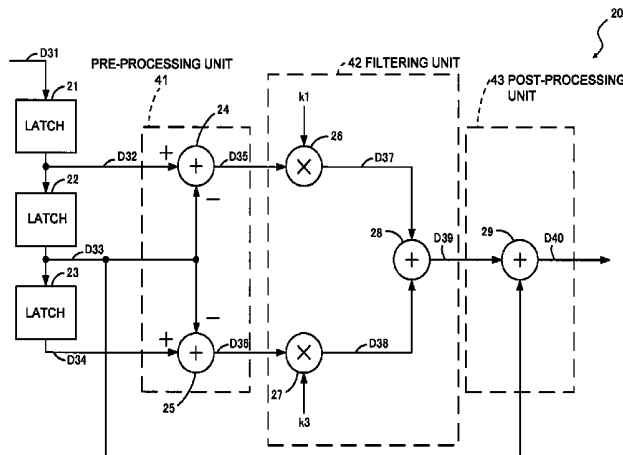 20
D31
PRE-PROCESSING UNIT
41
42 FILTERING UNIT
43 POST-PROCESSING
UNIT
21
LATCH
24
k1
26
+
+
D32
D35
×
D37
22
LATCH
−
28
29
D33
+
D39
+
D40
23
LATCH
−
+
+
D36
×
D38
D34
25
27
k3